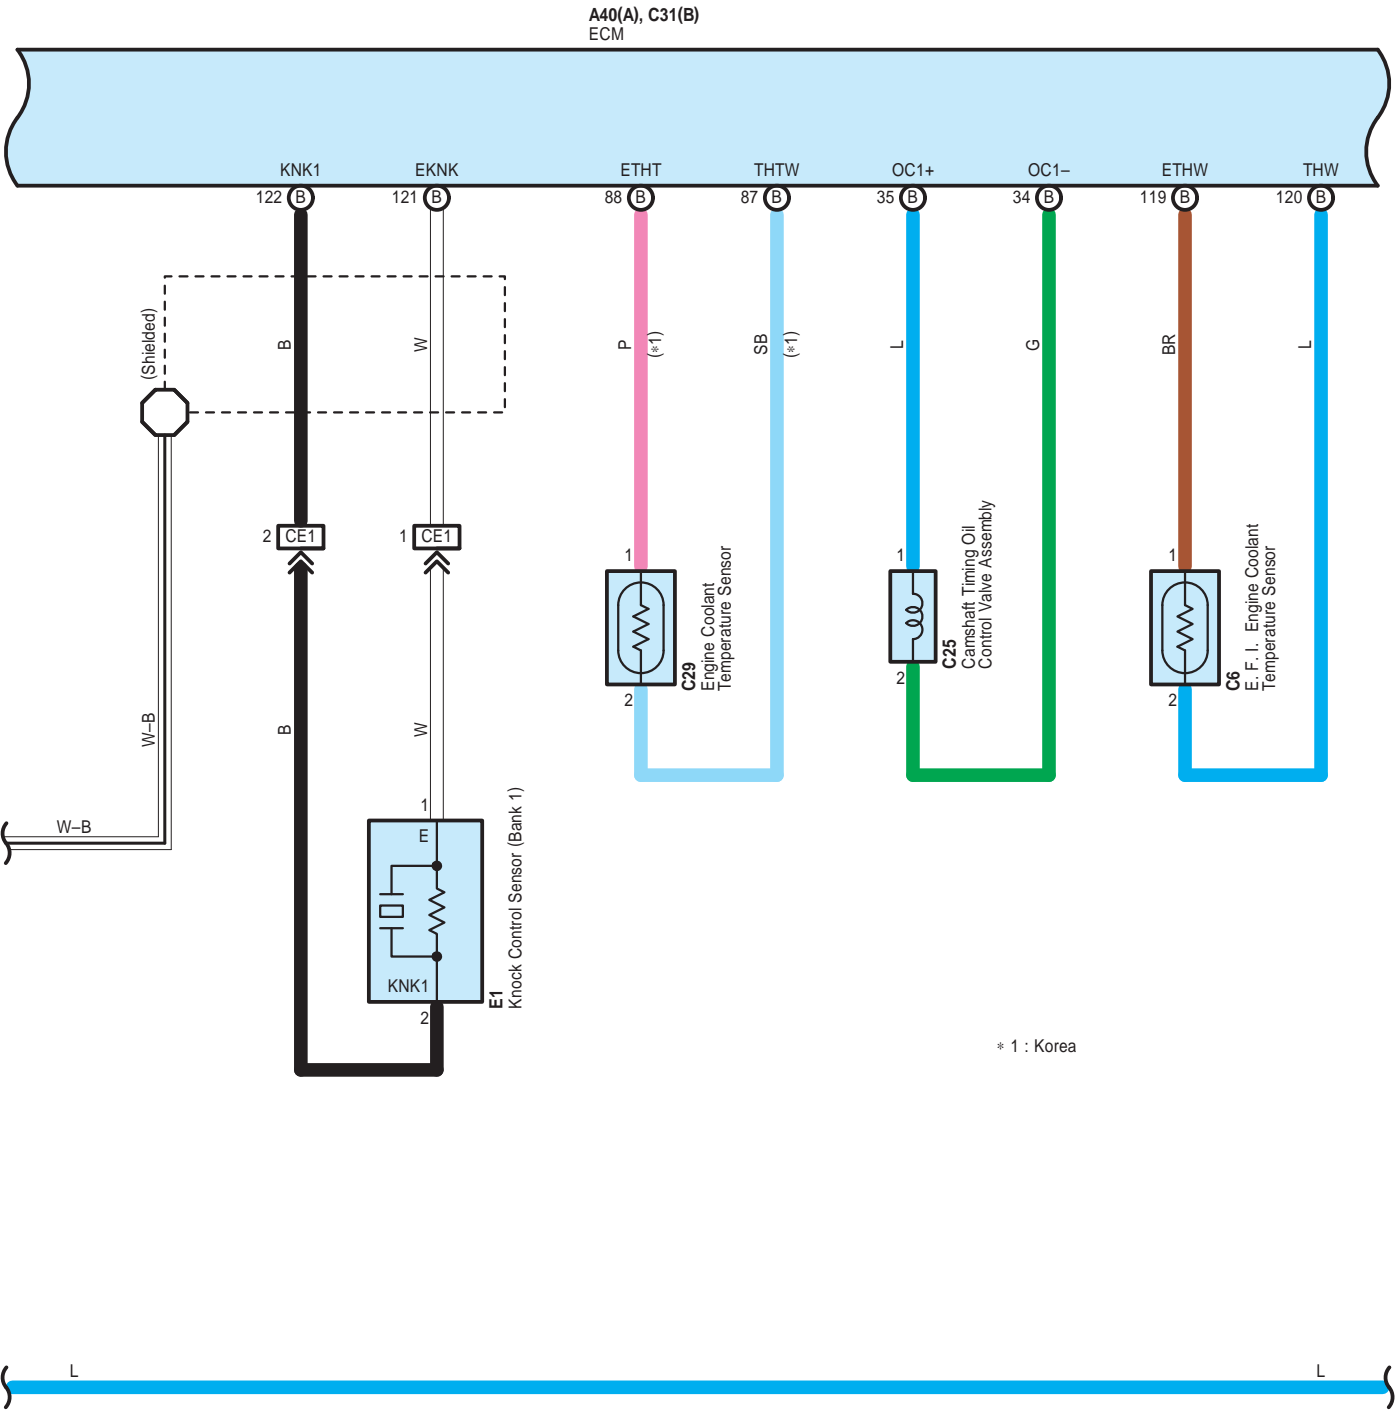 A40(A), C31(B)
ECM
KNK1
EKNK
ETHT
THTW
OC1+
OC1–
ETHW
THW
122 B
121 B
88 B
87 B
35 B
34 B
119 B
120 B
(Shielded)
B
W
P
(*1)
SB
(*1)
L
G
BR
L
2 CE1
1 CE1
1
2
C29
Engine Coolant
Temperature Sensor
1
2
C25
Camshaft Timing Oil
Control Valve Assembly
1
2
C6
E. F. I. Engine Coolant
Temperature Sensor
W–B
B
W
W–B
1
E
KNK1
2
E1
Knock Control Sensor (Bank 1)
* 1 : Korea
L
L